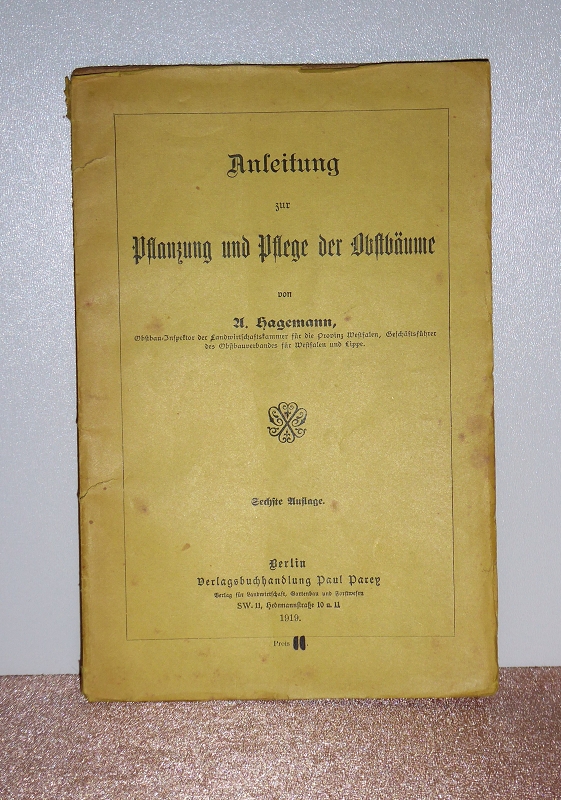 Anleitung
zur
Pflanzung und Pflege der Obstbäume
von
A. Hagemann,
Obstbau-Inspektor der Landwirtschaftskammer für die Provinz Westfalen, Geschäftsführer
des Obstbauverbandes für Westfalen und Lippe.
Sechste Auflage.
Berlin
Verlagsbuchhandlung Paul Parey
Verlag für Landwirtschaft, Gartenbau und Forstwesen
SW. 11, Hedemannstraße 10 u. 11
1919.
Preis